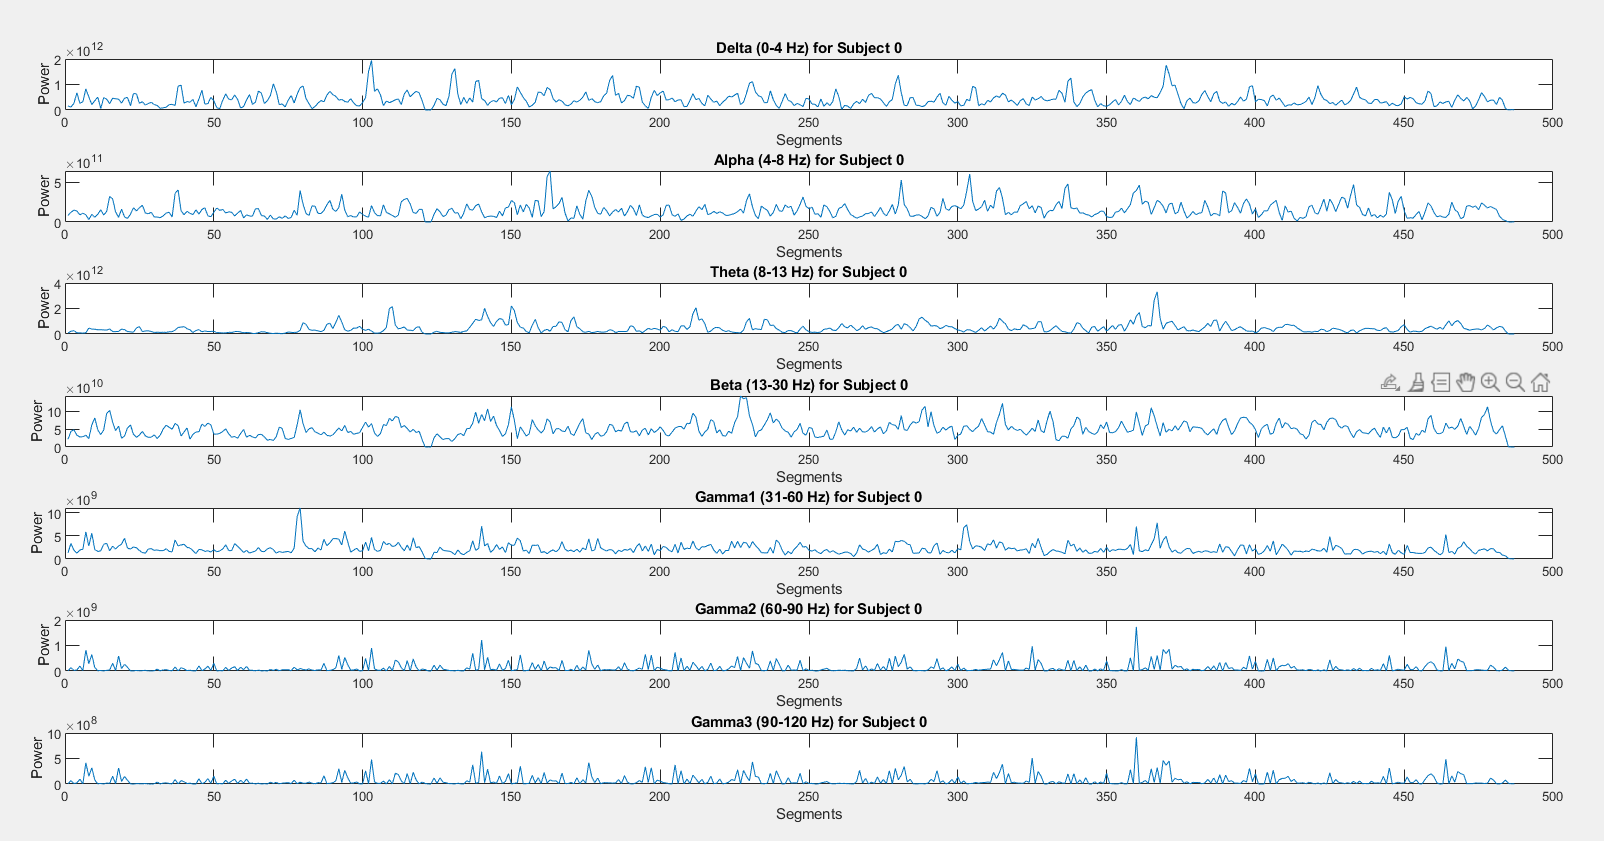 Delta (0-4 Hz) for Subject 0
×10^12
Power
2
1
0
0 50 100 150 200 250 300 350 400 450 500
Segments
Alpha (4-8 Hz) for Subject 0
×10^11
Power
5
0
0 50 100 150 200 250 300 350 400 450 500
Segments
Theta (8-13 Hz) for Subject 0
×10^12
Power
4
2
0
0 50 100 150 200 250 300 350 400 450 500
Segments
Beta (13-30 Hz) for Subject 0
×10^10
Power
10
5
0
0 50 100 150 200 250 300 350 400 450 500
Segments
Gamma1 (31-60 Hz) for Subject 0
×10^9
Power
10
5
0
0 50 100 150 200 250 300 350 400 450 500
Segments
Gamma2 (60-90 Hz) for Subject 0
×10^9
Power
2
1
0
0 50 100 150 200 250 300 350 400 450 500
Segments
Gamma3 (90-120 Hz) for Subject 0
×10^8
Power
10
5
0
0 50 100 150 200 250 300 350 400 450 500
Segments